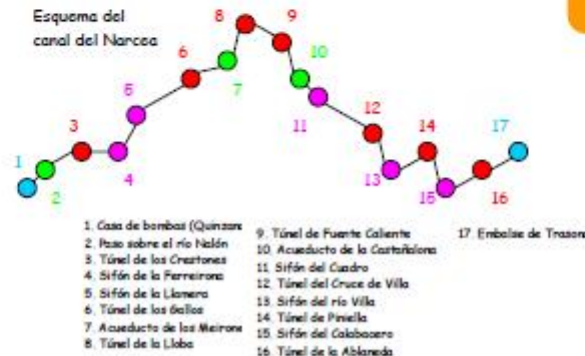 Esquema del
canal del Narcea
8
9
6
10
5
7
3
11
12
14
17
1
4
2
13
15
16
1. Casa de bombas (Quinzan
2. Paso sobre el río Nalón
3. Túnel de los Crestones
4. Sifón de la Ferreirona
5. Sifón de la Llamera
6. Túnel de los Gallos
7. Acueducto de los Meirone
8. Túnel de la Lloba
9. Túnel de Fuente Caliente
10. Acueducto de la Castañalona
11 Sifón del Cuadro
12 Túnel del Cruce de Villa
13. Sifón del río Villa
14. Túnel de Piniella
15. Sifón del Calabacero
16. Túnel de la Ablaneda
17. Embalse de Trasona